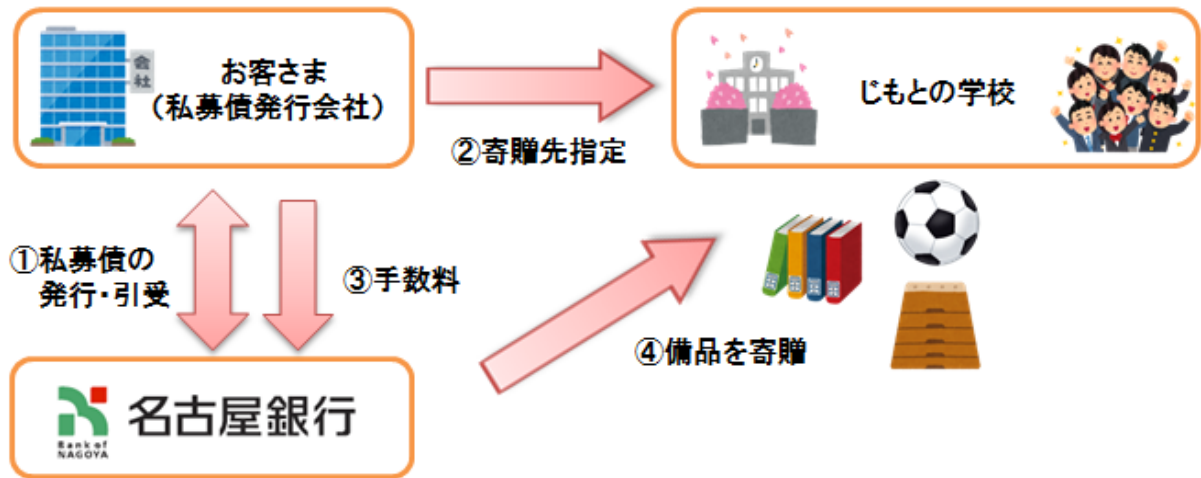 会社
お客さま
（私募債発行会社）
じもとの学校
②寄贈先指定
①私募債の
発行・引受
③手数料
④備品を寄贈
名古屋銀行
Bank of
NAGOYA